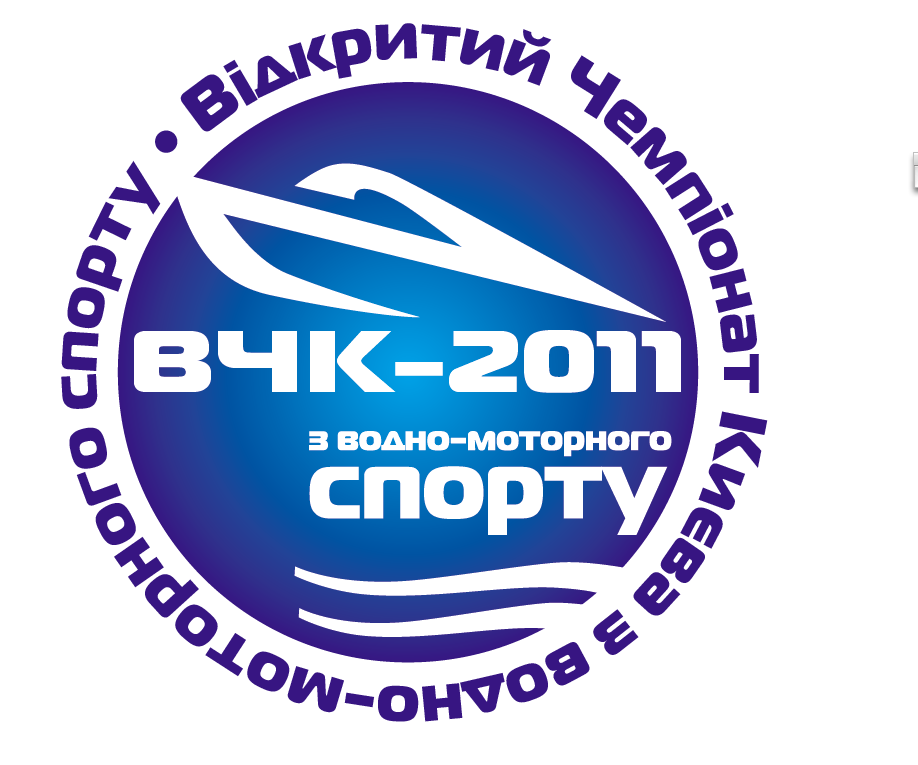 Відкритий Чемпіонат Києва з водно-моторного спорту •
ВЧК-2011
з водно-моторного
спорту